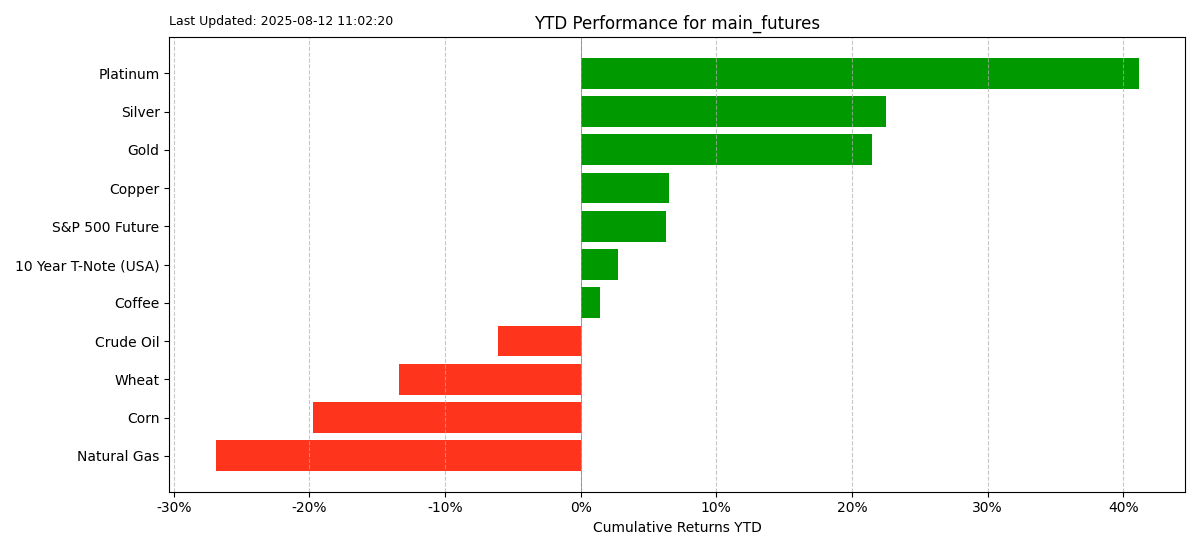 Last Updated: 2025-08-12 11:02:20
YTD Performance for main_futures
Platinum
Silver
Gold
Copper
S&P 500 Future
10 Year T-Note (USA)
Coffee
Crude Oil
Wheat
Corn
Natural Gas
-30% -20% -10% 0% 10% 20% 30% 40%
Cumulative Returns YTD